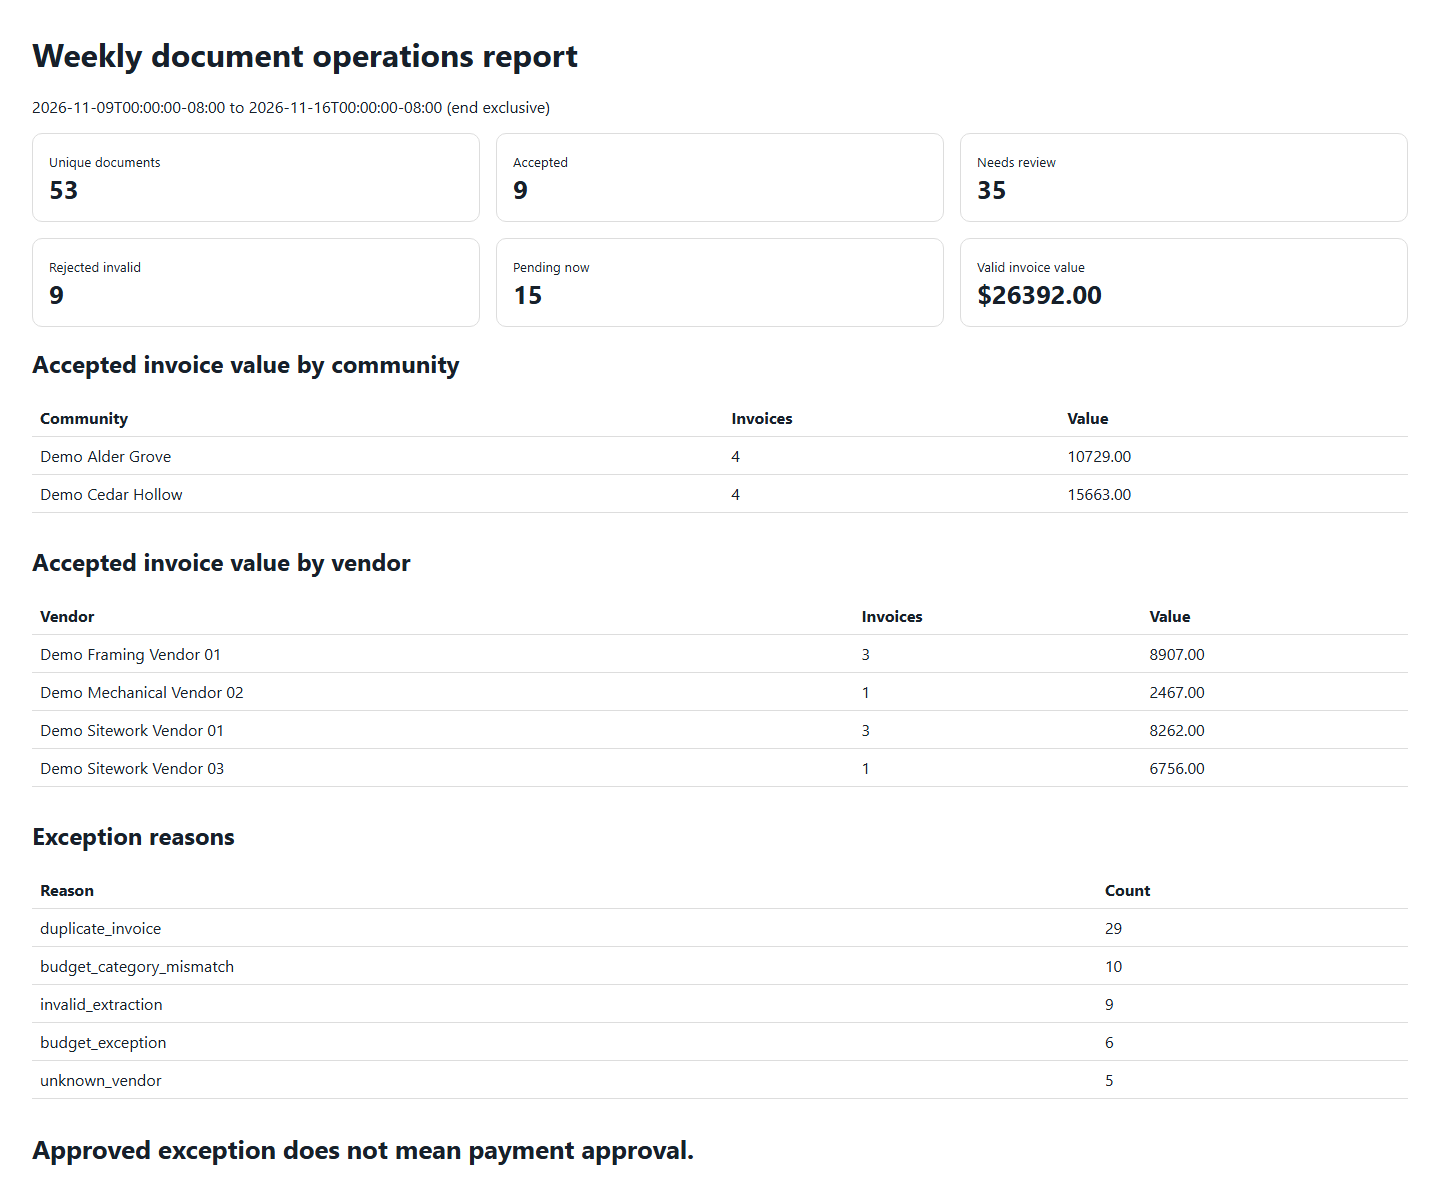 Weekly document operations report
2026-11-09T00:00:00-08:00 to 2026-11-16T00:00:00-08:00 (end exclusive)
Unique documents
53
Accepted
9
Needs review
35
Rejected invalid
9
Pending now
15
Valid invoice value
$26392.00
Accepted invoice value by community
Community Invoices Value
Demo Alder Grove 4 10729.00
Demo Cedar Hollow 4 15663.00
Accepted invoice value by vendor
Vendor Invoices Value
Demo Framing Vendor 01 3 8907.00
Demo Mechanical Vendor 02 1 2467.00
Demo Sitework Vendor 01 3 8262.00
Demo Sitework Vendor 03 1 6756.00
Exception reasons
Reason Count
duplicate_invoice 29
budget_category_mismatch 10
invalid_extraction 9
budget_exception 6
unknown_vendor 5
Approved exception does not mean payment approval.